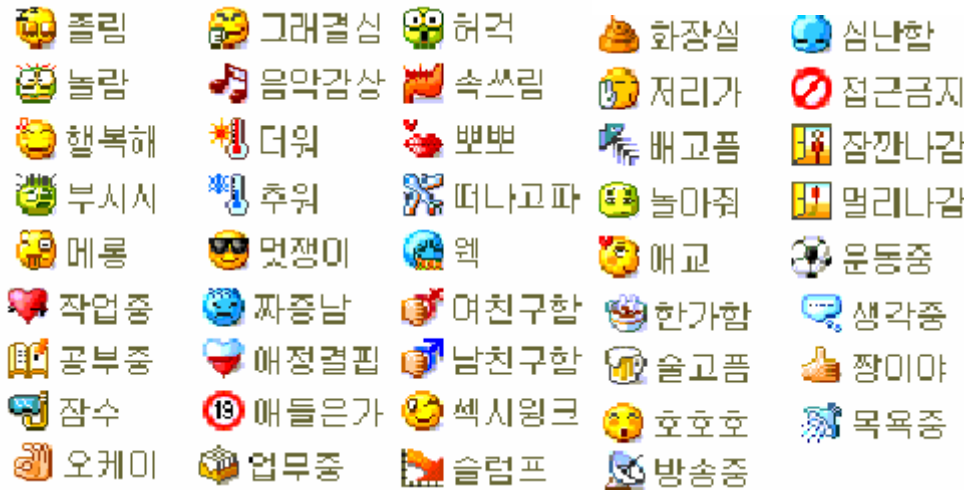 졸림 그래결심 허걱 화장실 심난함
놀람 음악감상 속쓰림 저리가 접근금지
행복해 더워 뽀뽀 배고픔 잠깐나감
부시시 추워 떠나고파 놀아줘 멀리나감
메롱 멋쟁이 웩 애교 운동중
작업중 짜증남 여친구함 한가함 생각중
공부중 애정결핍 남친구함 술고픔 짱이야
잠수 19 애들은가 섹시윙크 호호호 목욕중
오케이 업무중 슬럼프 방송중